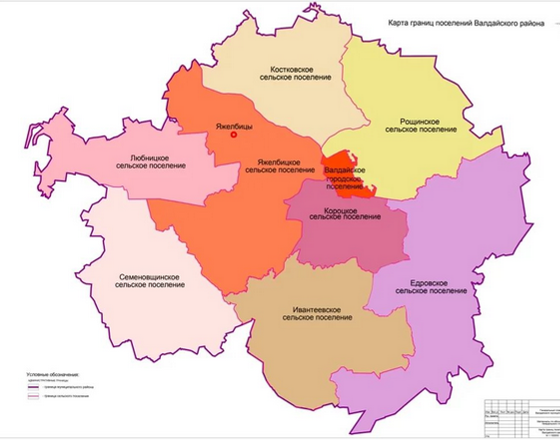 Карта границ поселений Валдайского района
Костковское
сельское поселение
Рощинское
сельское поселение
Яжелбицы
Любницкое
сельское поселение
Яжелбицкое
сельское поселение
Валдайское
городское
поселение
Короцкое
сельское поселение
Семеновщинское
сельское поселение
Едровское
сельское поселение
Ивантеевское
сельское поселение
Условные обозначения: